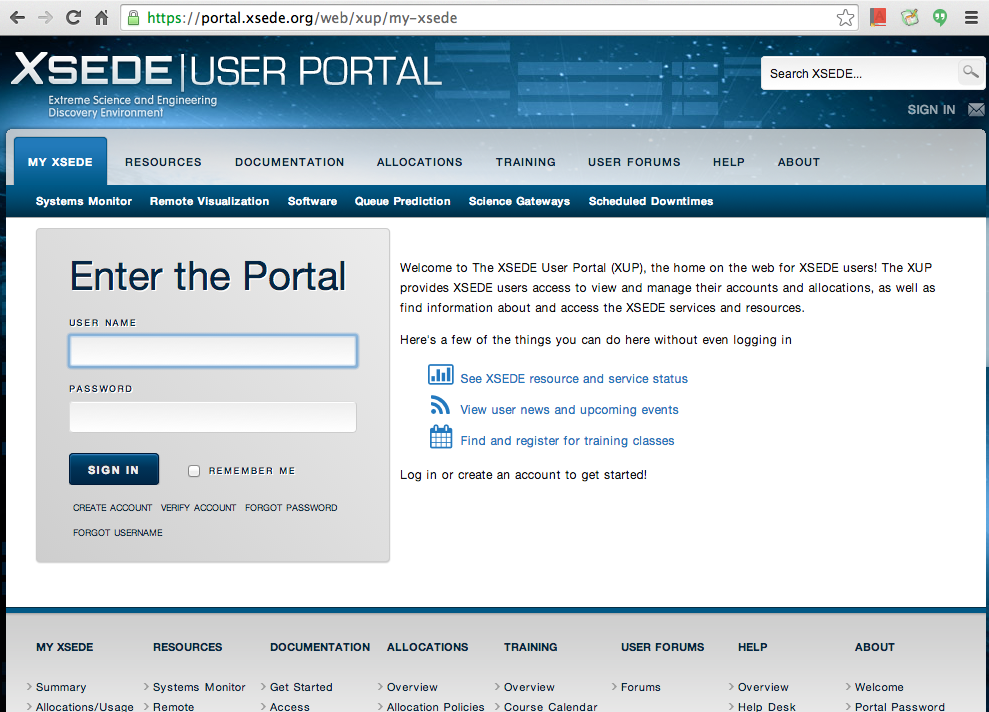 https://portal.xsede.org/web/xup/my-xsede
XSEDE | USER PORTAL
Extreme Science and Engineering
Discovery Environment
Search XSEDE...
SIGN IN
MY XSEDE RESOURCES DOCUMENTATION ALLOCATIONS TRAINING USER FORUMS HELP ABOUT
Systems Monitor Remote Visualization Software Queue Prediction Science Gateways Scheduled Downtimes
Enter the Portal
USER NAME
PASSWORD
SIGN IN REMEMBER ME
CREATE ACCOUNT VERIFY ACCOUNT FORGOT PASSWORD
FORGOT USERNAME
Welcome to The XSEDE User Portal (XUP), the home on the web for XSEDE users! The XUP
provides XSEDE users access to view and manage their accounts and allocations, as well as
find information about and access the XSEDE services and resources.
Here's a few of the things you can do here without even logging in
See XSEDE resource and service status
View user news and upcoming events
Find and register for training classes
Log in or create an account to get started!
MY XSEDE RESOURCES DOCUMENTATION ALLOCATIONS TRAINING USER FORUMS HELP ABOUT
Summary Systems Monitor Get Started Overview Overview Forums Overview Welcome
Allocations/Usage Remote Access Allocation Policies Course Calendar Help Desk Portal Password